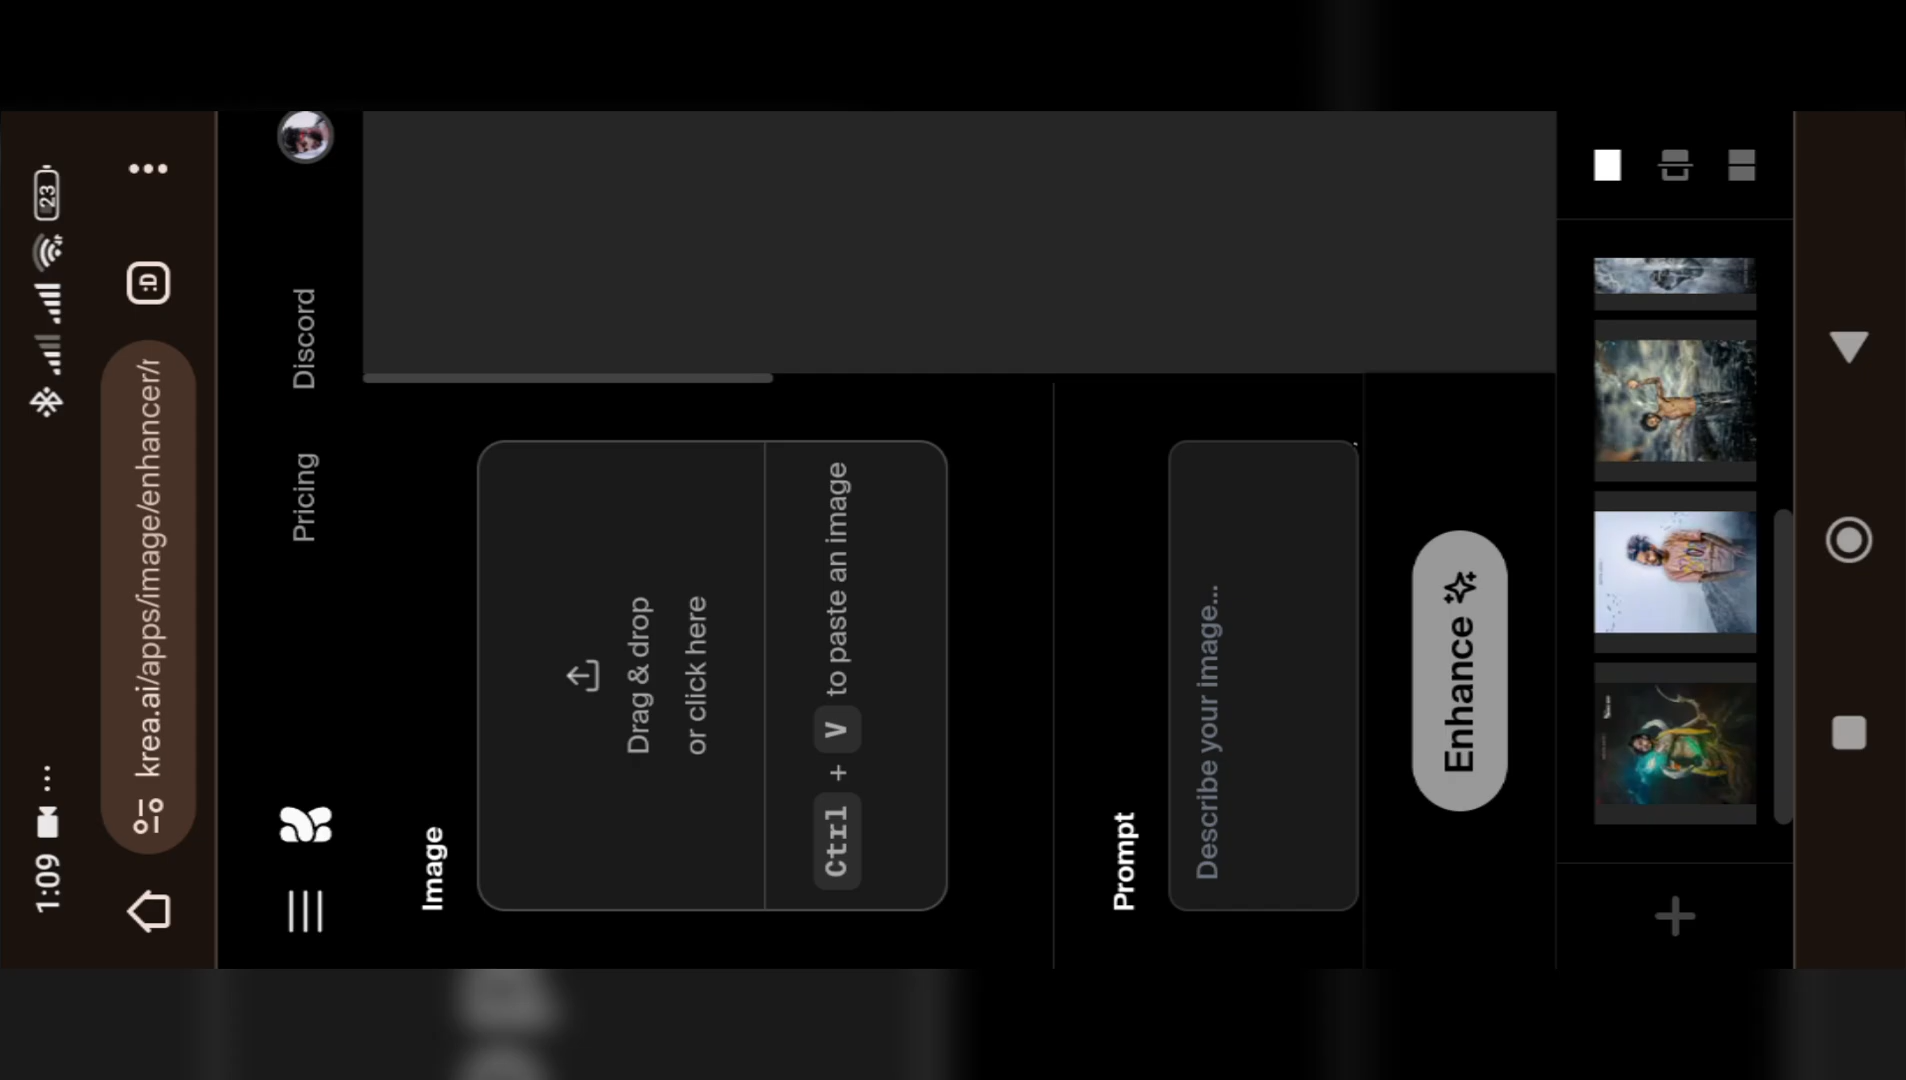 1:09 ...
23
krea.ai/apps/image/enhancer/r
:D
Pricing
Discord
Image
Drag & drop
or click here
Ctrl + V to paste an image
Prompt
Describe your image...
Enhance